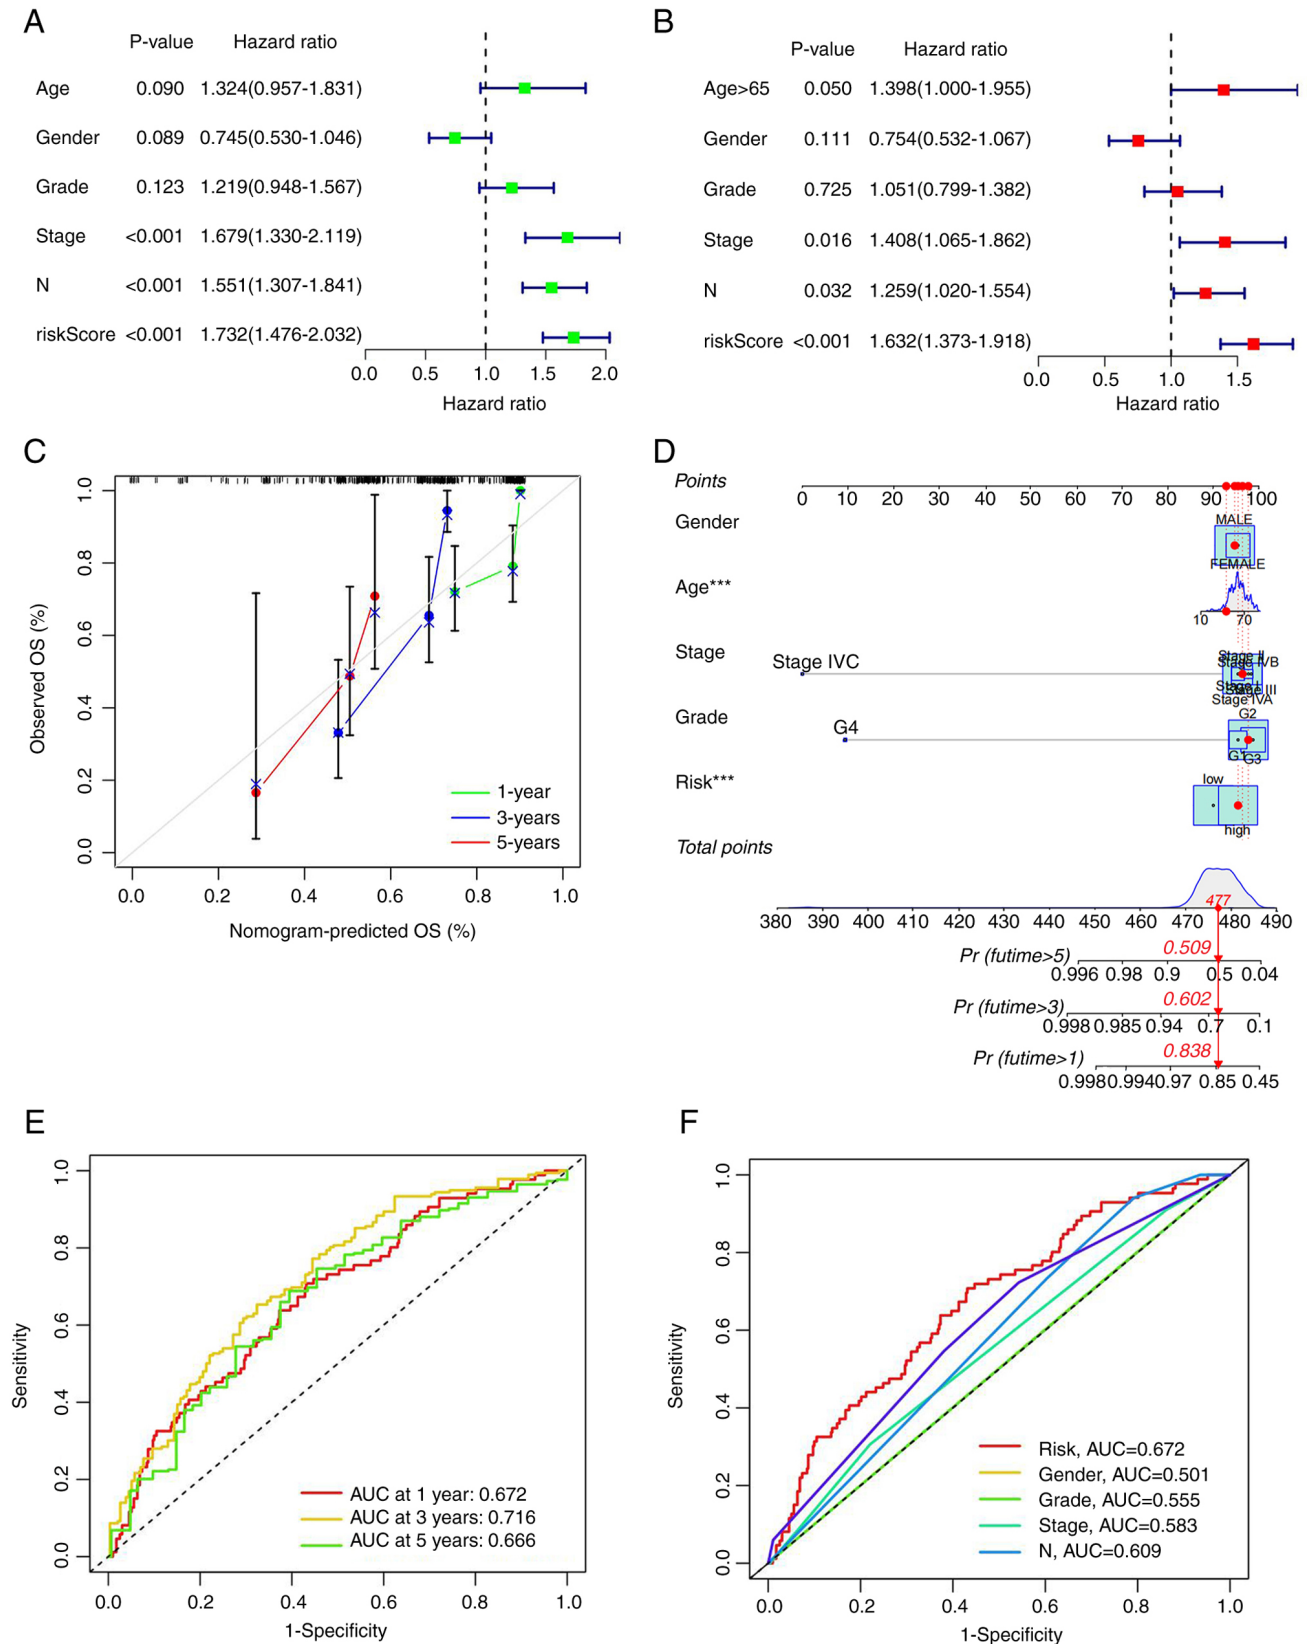 A
P-value Hazard ratio
Age 0.090 1.324(0.957-1.831)
Gender 0.089 0.745(0.530-1.046)
Grade 0.123 1.219(0.948-1.567)
Stage <0.001 1.679(1.330-2.119)
N <0.001 1.551(1.307-1.841)
riskScore <0.001 1.732(1.476-2.032)
0.0 0.5 1.0 1.5 2.0
Hazard ratio
B
P-value Hazard ratio
Age>65 0.050 1.398(1.000-1.955)
Gender 0.111 0.754(0.532-1.067)
Grade 0.725 1.051(0.799-1.382)
Stage 0.016 1.408(1.065-1.862)
N 0.032 1.259(1.020-1.554)
riskScore <0.001 1.632(1.373-1.918)
0.0 0.5 1.0 1.5
Hazard ratio
C
Observed OS (%)
1.0
0.8
0.6
0.4
0.2
0.0
1-year
3-years
5-years
0.0 0.2 0.4 0.6 0.8 1.0
Nomogram-predicted OS (%)
D
Points
0 10 20 30 40 50 60 70 80 90 100
Gender
MALE
FEMALE
Age***
10 70
Stage
Stage IVC
Stage II
Stage IVB
Stage I
Stage III
Stage IVA
Grade
G4
G2
G1
G3
Risk***
low
high
Total points
477
380 390 400 410 420 430 440 450 460 470 480 490
Pr (futime>5) 0.509
0.996 0.98 0.9 0.5 0.04
Pr (futime>3) 0.602
0.998 0.985 0.94 0.7 0.1
Pr (futime>1) 0.838
0.998 0.994 0.97 0.85 0.45
E
Sensitivity
1.0
0.8
0.6
0.4
0.2
0.0
AUC at 1 year: 0.672
AUC at 3 years: 0.716
AUC at 5 years: 0.666
0.0 0.2 0.4 0.6 0.8 1.0
1-Specificity
F
Sensitivity
1.0
0.8
0.6
0.4
0.2
0.0
Risk, AUC=0.672
Gender, AUC=0.501
Grade, AUC=0.555
Stage, AUC=0.583
N, AUC=0.609
0.0 0.2 0.4 0.6 0.8 1.0
1-Specificity